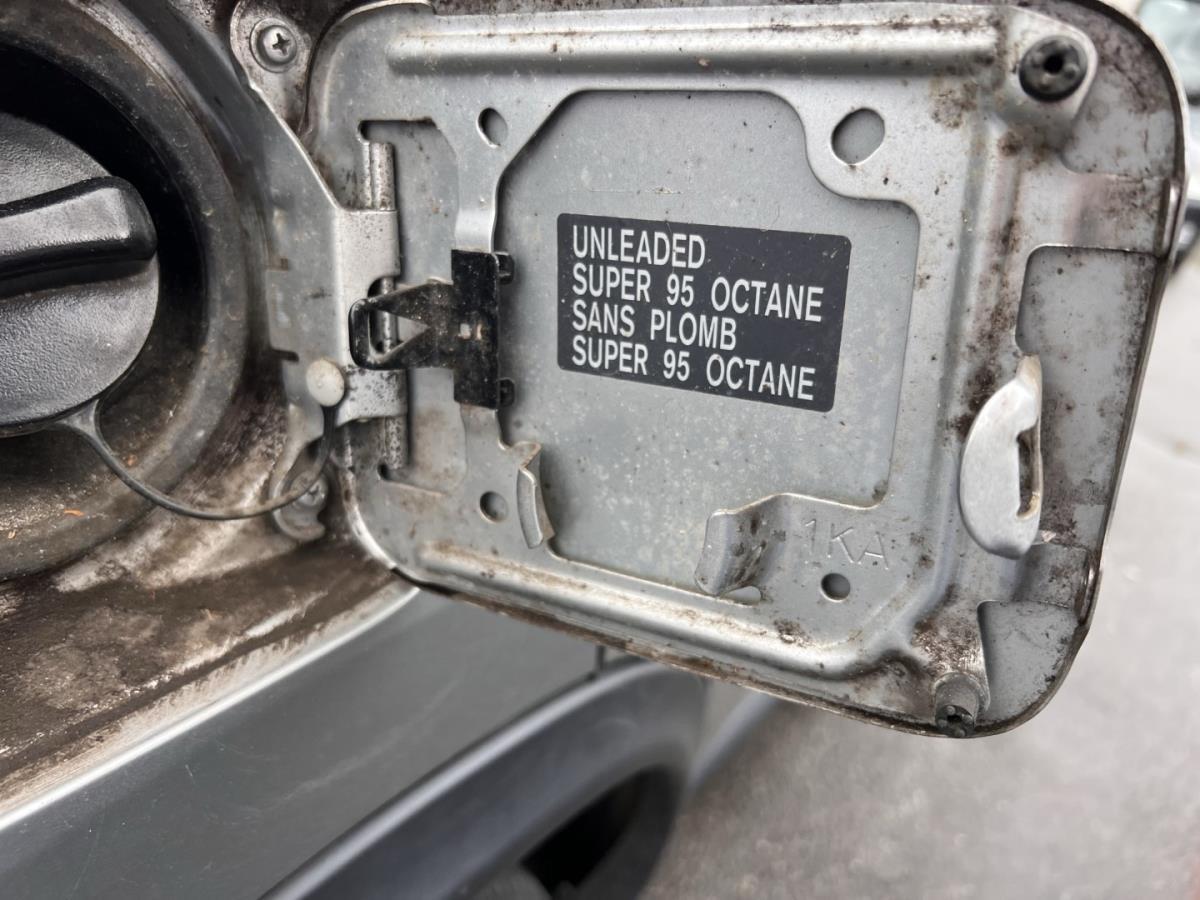 UNLEADED
SUPER 95 OCTANE
SANS PLOMB
SUPER 95 OCTANE
1KA